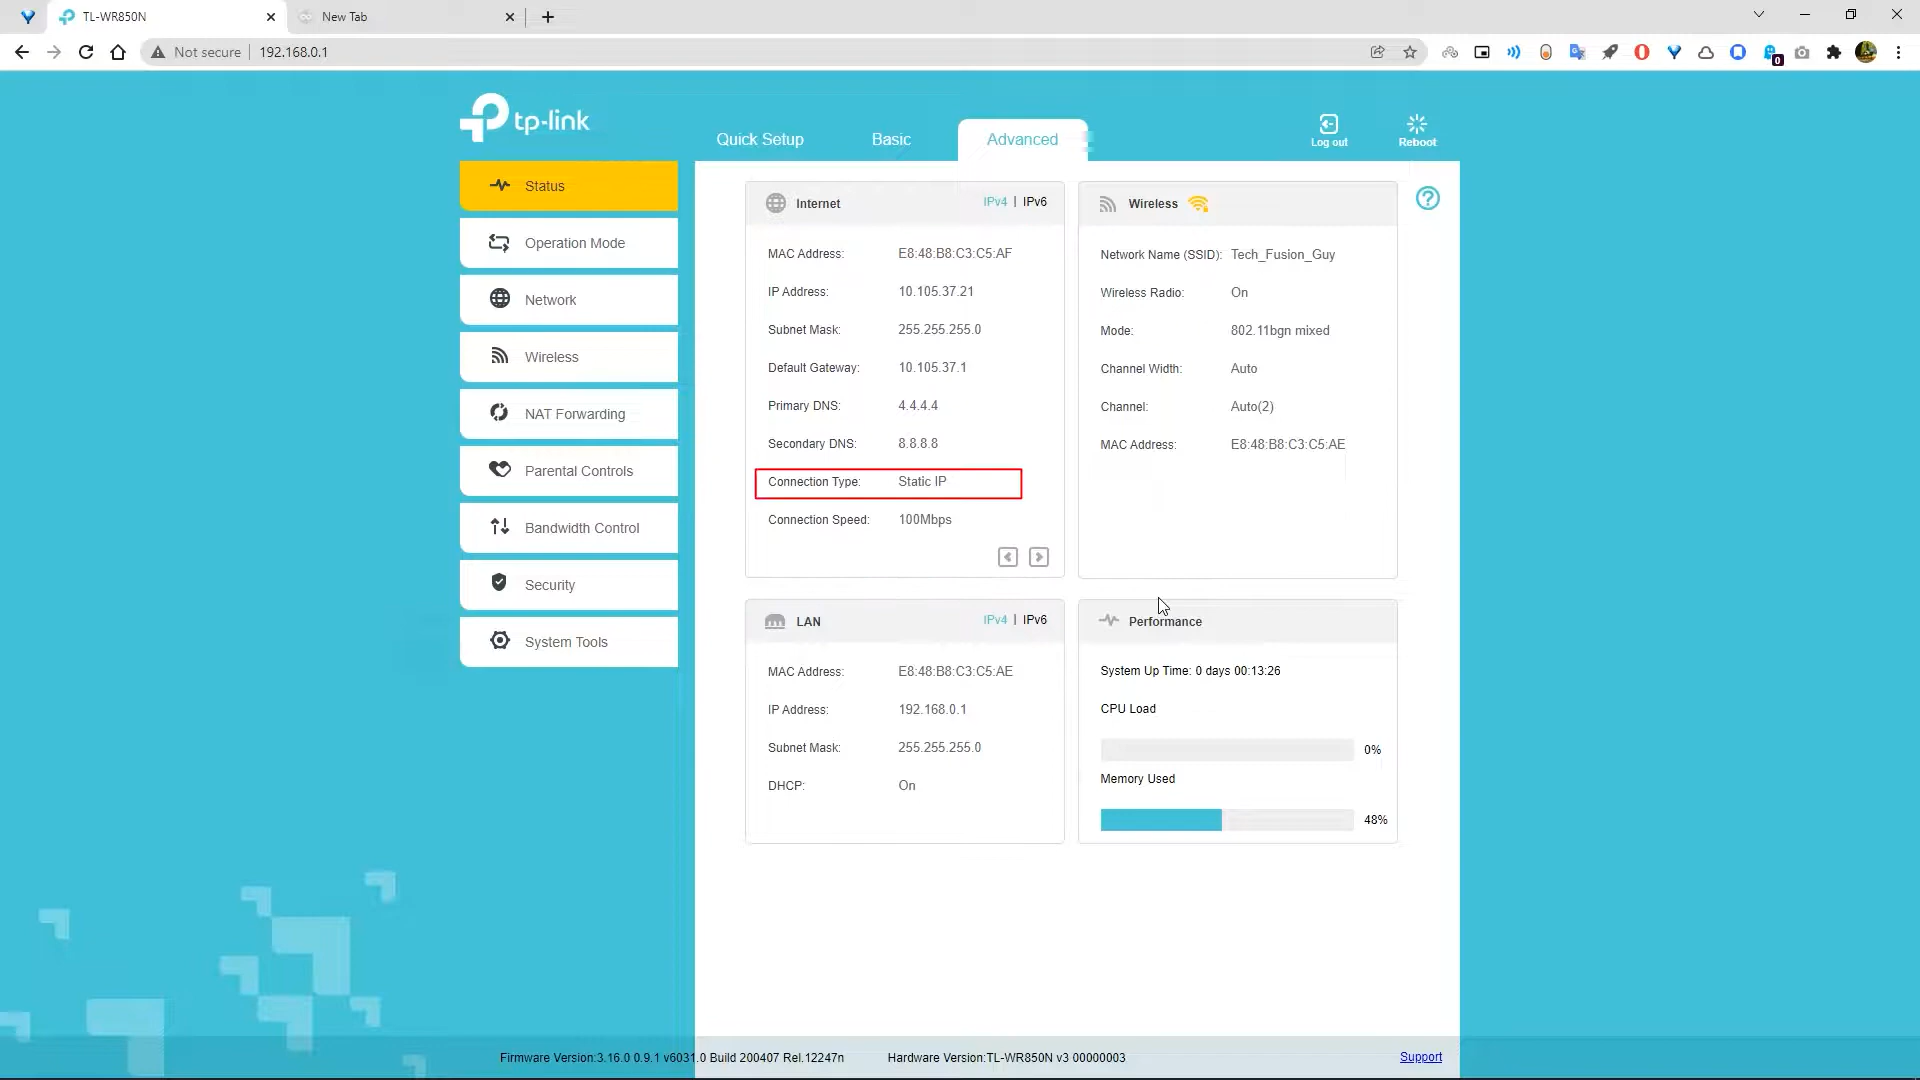 TL-WR850N
New Tab
Not secure
192.168.0.1
0
tp-link
Quick Setup
Basic
Advanced
Log out
Reboot
Status
Operation Mode
Network
Wireless
NAT Forwarding
Parental Controls
Bandwidth Control
Security
System Tools
Internet
IPv4 | IPv6
MAC Address: E8:48:B8:C3:C5:AF
IP Address: 10.105.37.21
Subnet Mask: 255.255.255.0
Default Gateway: 10.105.37.1
Primary DNS: 4.4.4.4
Secondary DNS: 8.8.8.8
Connection Type: Static IP
Connection Speed: 100Mbps
Wireless
Network Name (SSID): Tech_Fusion_Guy
Wireless Radio: On
Mode: 802.11bgn mixed
Channel Width: Auto
Channel: Auto(2)
MAC Address: E8:48:B8:C3:C5:AE
LAN
IPv4 | IPv6
MAC Address: E8:48:B8:C3:C5:AE
IP Address: 192.168.0.1
Subnet Mask: 255.255.255.0
DHCP: On
Performance
System Up Time: 0 days 00:13:26
CPU Load
0%
Memory Used
48%
Firmware Version:3.16.0 0.9.1 v6031.0 Build 200407 Rel.12247n
Hardware Version:TL-WR850N v3 00000003
Support